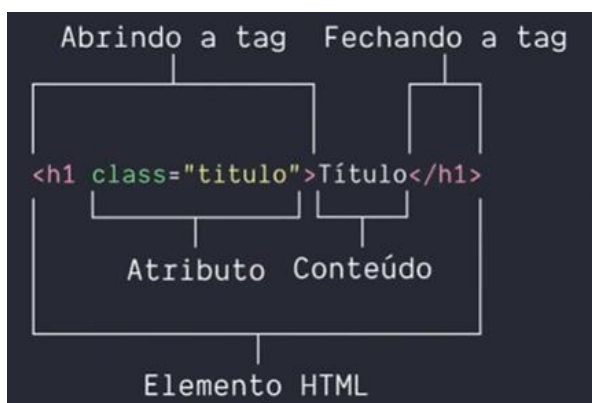 Abrindo a tag Fechando a tag
<h1 class="titulo">Título</h1>
Atributo Conteúdo
Elemento HTML